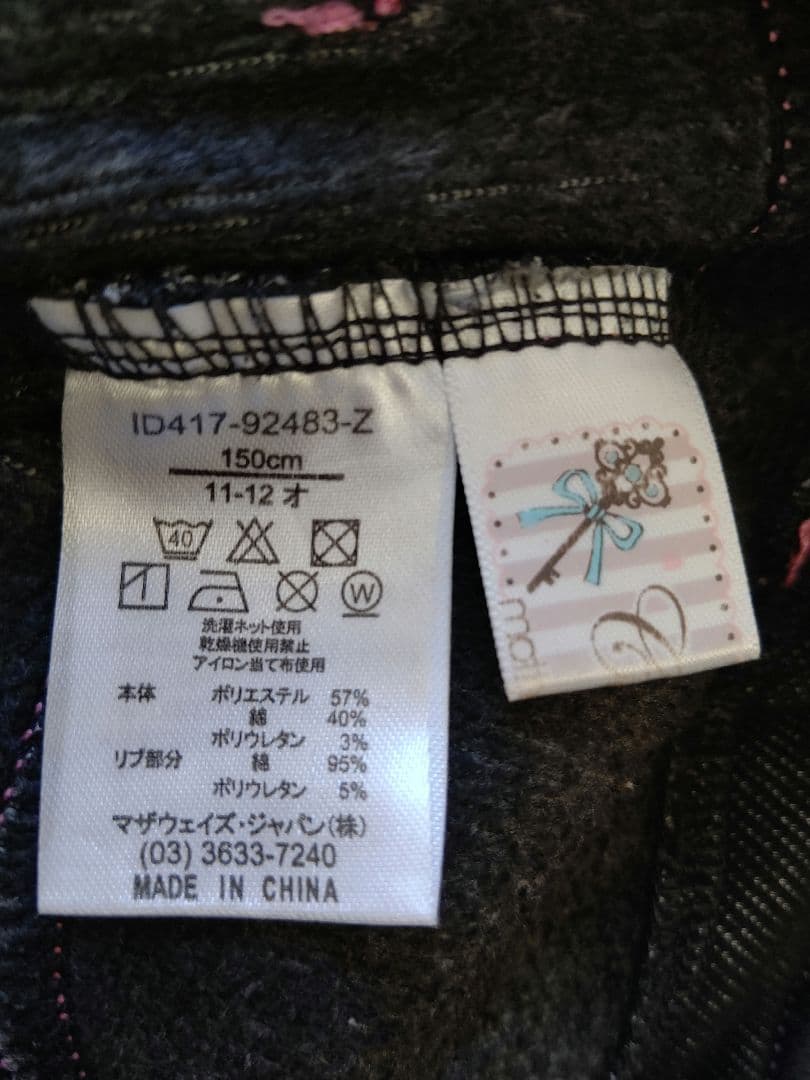 ID417-92483-Z
150cm
11-12 才
40
W
洗濯ネット使用
乾燥機使用禁止
アイロン当て布使用
本体 ポリエステル 57%
綿 40%
ポリウレタン 3%
リブ部分 綿 95%
ポリウレタン 5%
マザウェイズ・ジャパン(株)
(03) 3633-7240
MADE IN CHINA